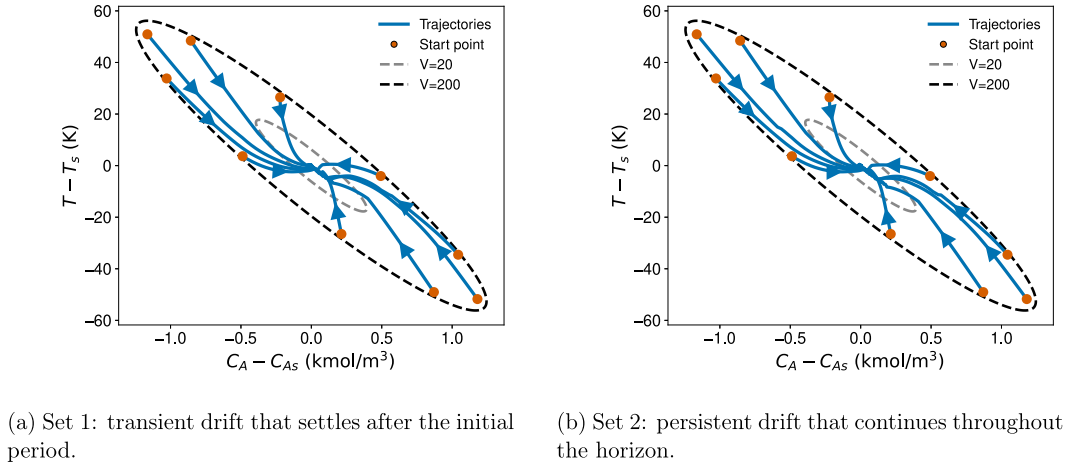 60
40
20
0
−20
−40
−60
T − Tₛ (K)
Trajectories
Start point
V=20
V=200
−1.0 −0.5 0.0 0.5 1.0
C_A − C_As (kmol/m³)
60
40
20
0
−20
−40
−60
T − Tₛ (K)
Trajectories
Start point
V=20
V=200
−1.0 −0.5 0.0 0.5 1.0
C_A − C_As (kmol/m³)
(a) Set 1: transient drift that settles after the initial
period.
(b) Set 2: persistent drift that continues throughout
the horizon.